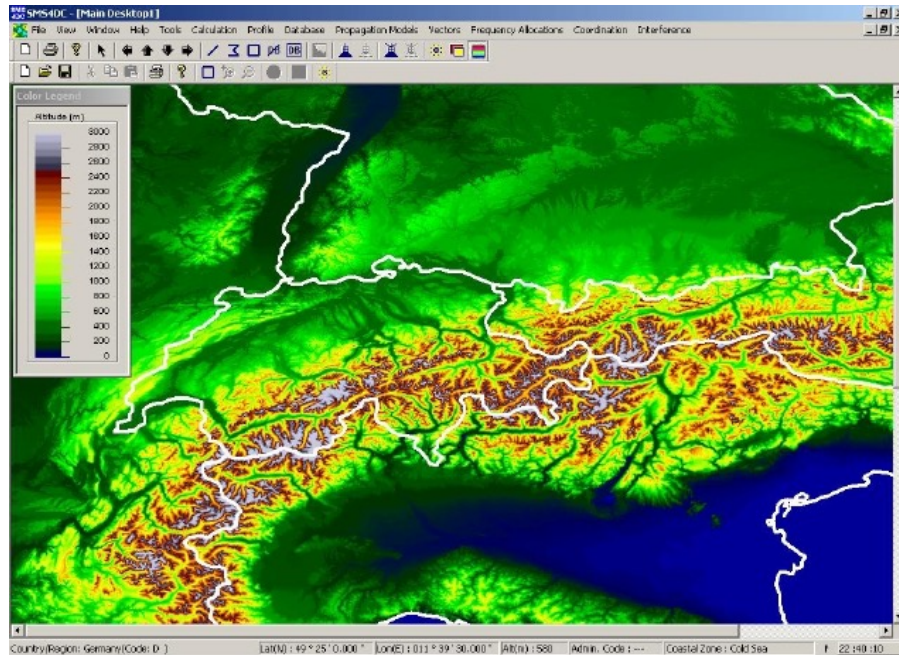 SMS4DC - [Main Desktop1]
File View Window Help Tools Calculation Profile Database Propagation Models Vectors Frequency Allocations Coordination Interference
DB
Color Legend
Altitude (m)
3000
2800
2600
2400
2200
2000
1800
1600
1400
1200
1000
800
600
400
200
0
Country/Region: Germany(Code: D ) Lat(N) : 49 ° 25 ' 0.000 " Lon(E) : 011 ° 39 ' 30.000 " Alt(m) : 580 Admin. Code : --- Coastal Zone : Cold Sea 22:40:10